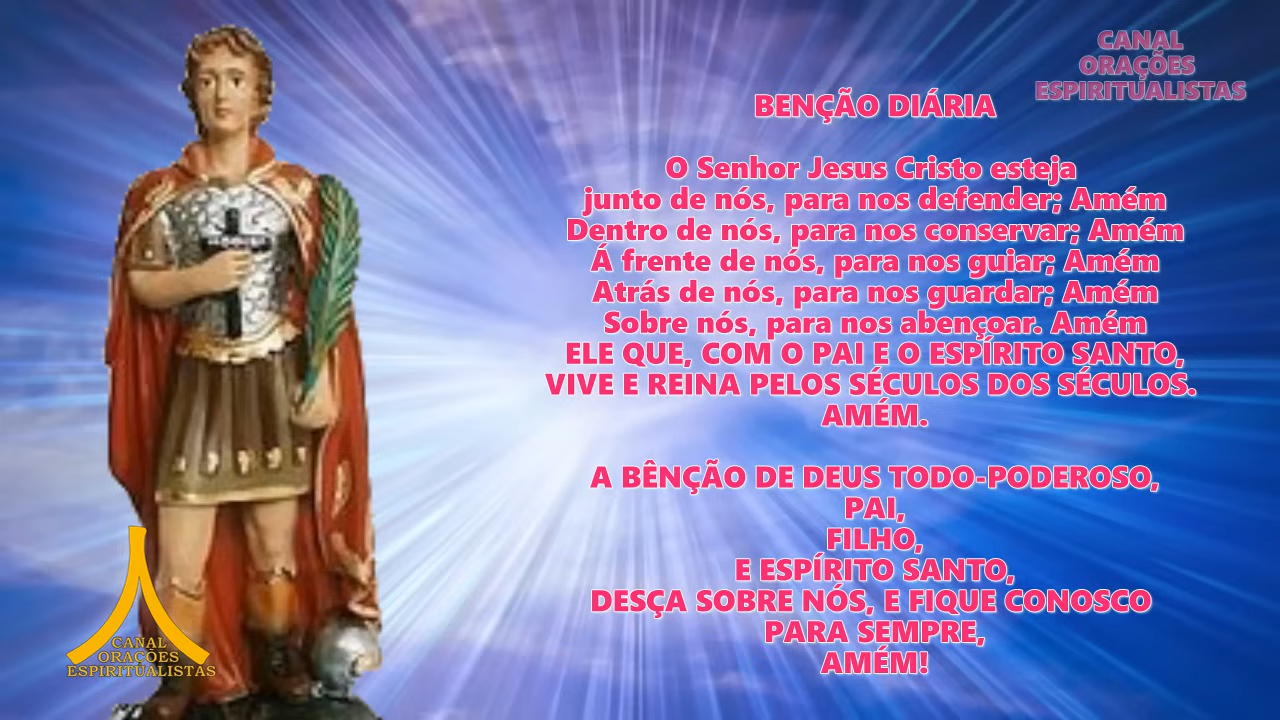 CANAL
ORAÇÕES
ESPIRITUALISTAS
BENÇÃO DIÁRIA
O Senhor Jesus Cristo esteja
junto de nós, para nos defender; Amém
Dentro de nós, para nos conservar; Amém
Á frente de nós, para nos guiar; Amém
Atrás de nós, para nos guardar; Amém
Sobre nós, para nos abençoar. Amém
ELE QUE, COM O PAI E O ESPÍRITO SANTO,
VIVE E REINA PELOS SÉCULOS DOS SÉCULOS.
AMÉM.
A BÊNÇÃO DE DEUS TODO-PODEROSO,
PAI,
FILHO,
E ESPÍRITO SANTO,
DESÇA SOBRE NÓS, E FIQUE CONOSCO
PARA SEMPRE,
AMÉM!
CANAL
ORAÇÕES
ESPIRITUALISTAS